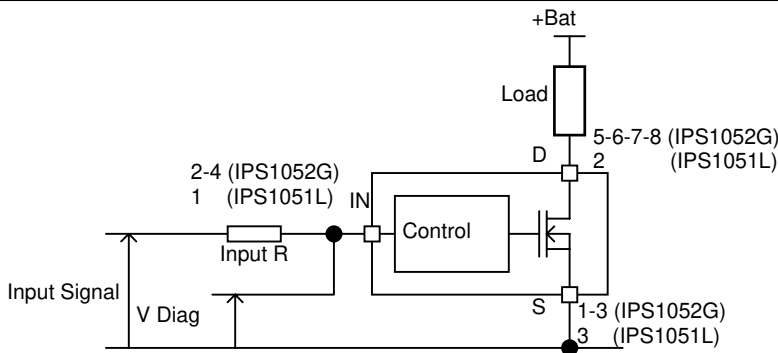 +Bat
Load
5-6-7-8 (IPS1052G)
D 2 (IPS1051L)
2-4 (IPS1052G)
1 (IPS1051L)
IN
Control
Input R
Input Signal
V Diag
S
1-3 (IPS1052G)
3 (IPS1051L)